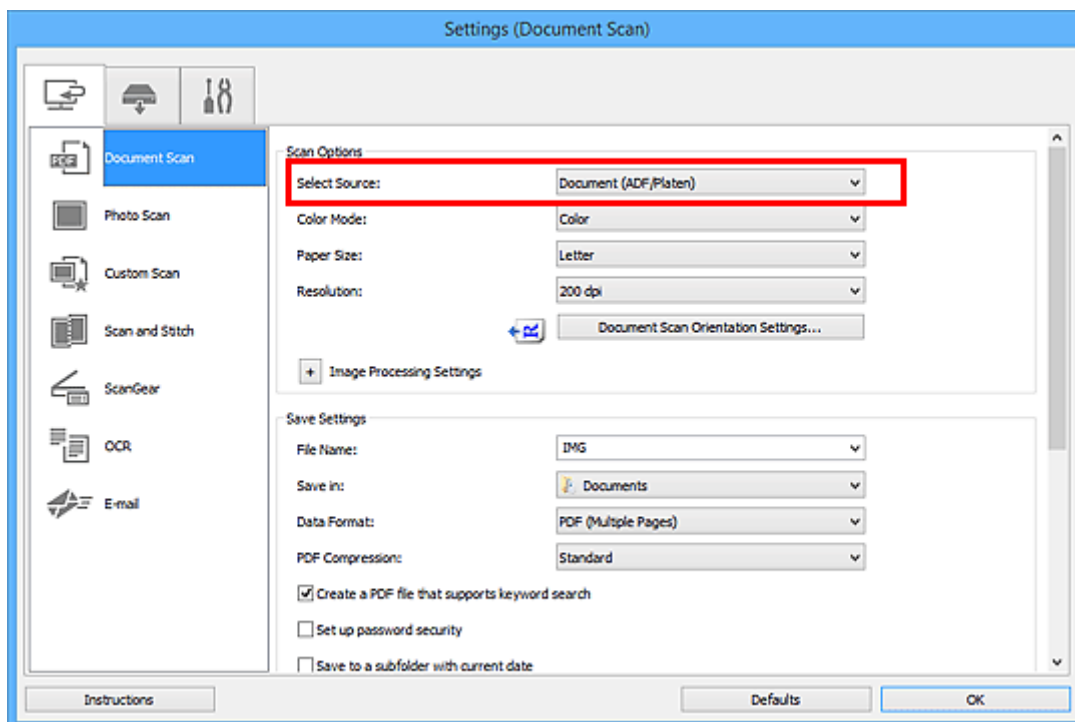 Settings (Document Scan)
PDF
Document Scan
Photo Scan
Custom Scan
Scan and Stitch
ScanGear
OCR
E-mail
Scan Options
Select Source: Document (ADF/Platen)
Color Mode: Color
Paper Size: Letter
Resolution: 200 dpi
R Document Scan Orientation Settings...
+ Image Processing Settings
Save Settings
File Name: IMG
Save in: Documents
Data Format: PDF (Multiple Pages)
PDF Compression: Standard
Create a PDF file that supports keyword search
Set up password security
Save to a subfolder with current date
Instructions Defaults OK